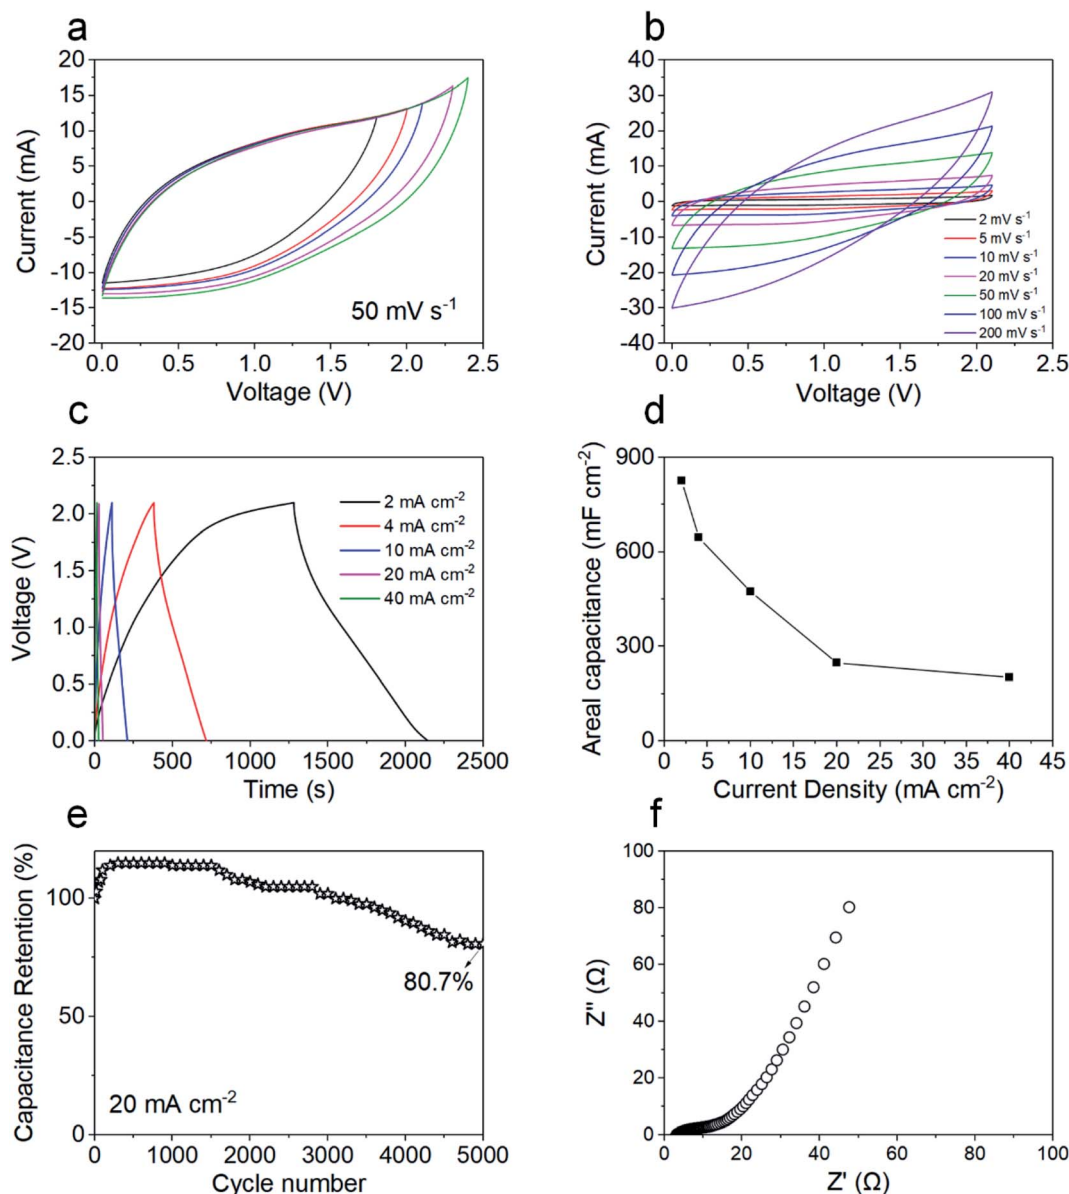 a
20
15
10
5
0
-5
-10
-15
-20
Current (mA)
50 mV s⁻¹
0.0 0.5 1.0 1.5 2.0 2.5
Voltage (V)
b
40
30
20
10
0
-10
-20
-30
-40
Current (mA)
2 mV s⁻¹
5 mV s⁻¹
10 mV s⁻¹
20 mV s⁻¹
50 mV s⁻¹
100 mV s⁻¹
200 mV s⁻¹
0.0 0.5 1.0 1.5 2.0 2.5
Voltage (V)
c
2.5
2.0
1.5
1.0
0.5
0.0
Voltage (V)
2 mA cm⁻²
4 mA cm⁻²
10 mA cm⁻²
20 mA cm⁻²
40 mA cm⁻²
0 500 1000 1500 2000 2500
Time (s)
d
900
600
300
0
Areal capacitance (mF cm⁻²)
0 5 10 15 20 25 30 35 40 45
Current Density (mA cm⁻²)
e
100
50
0
Capacitance Retention (%)
80.7%
20 mA cm⁻²
0 1000 2000 3000 4000 5000
Cycle number
f
100
80
60
40
20
0
Z'' (Ω)
0 20 40 60 80 100
Z' (Ω)